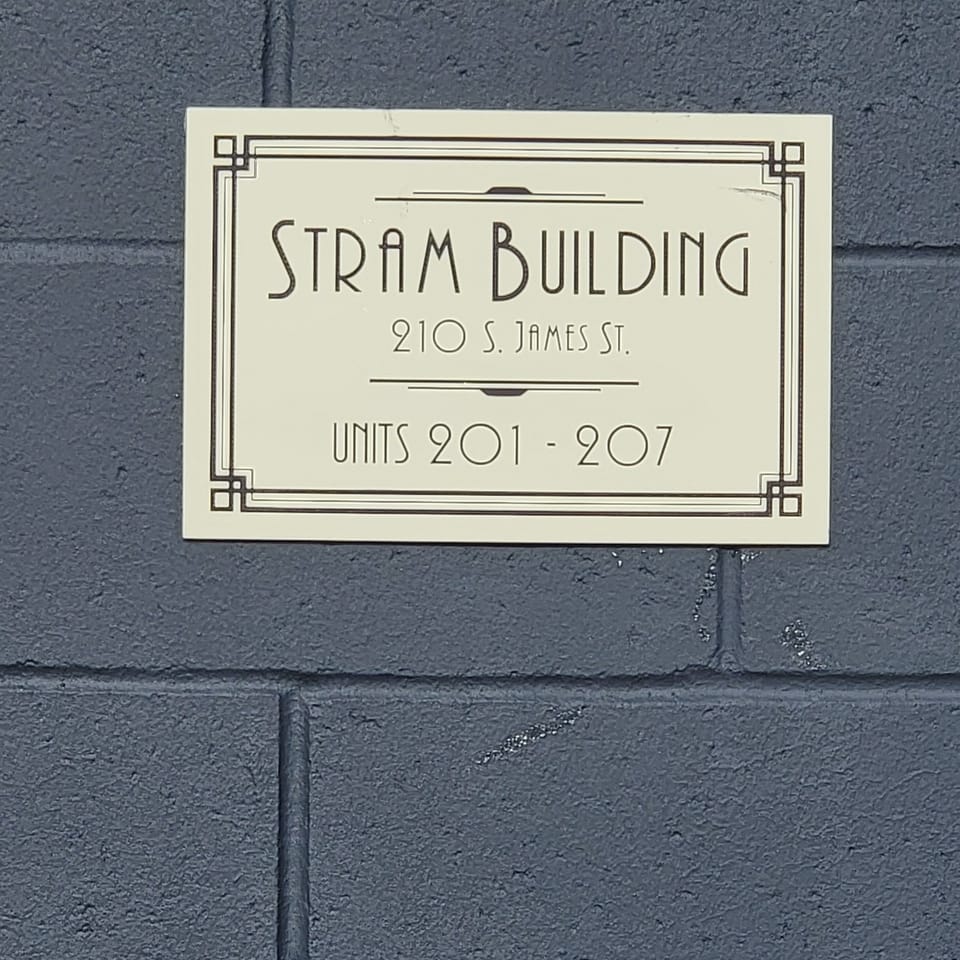 STRAM BUILDING
210 S. JAMES ST.
UNITS 201 - 207